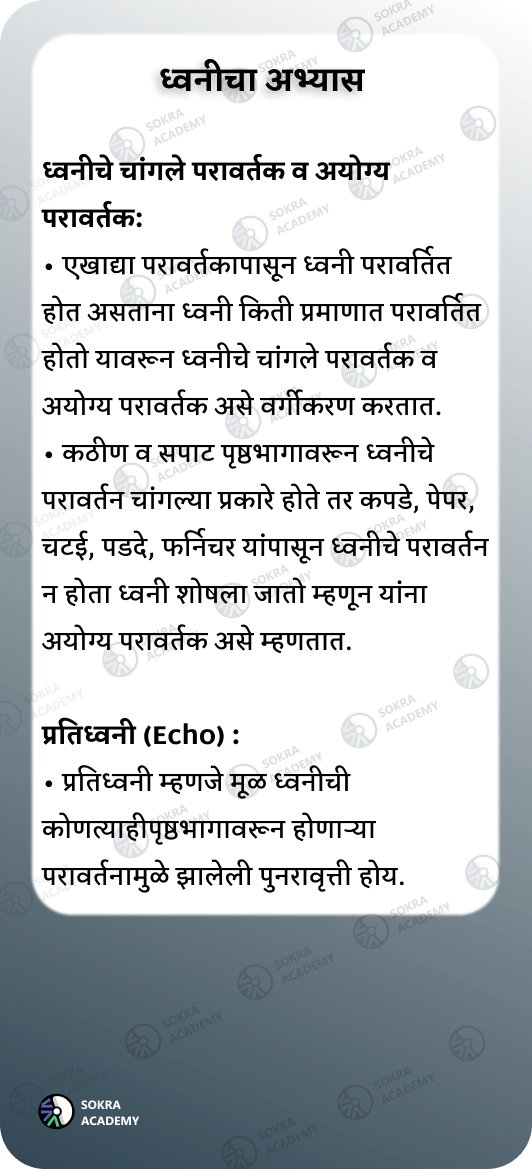 ध्वनीचा अभ्यास
ध्वनीचे चांगले परावर्तक व अयोग्य
परावर्तक:
• एखाद्या परावर्तकापासून ध्वनी परावर्तित
होत असताना ध्वनी किती प्रमाणात परावर्तित
होतो यावरून ध्वनीचे चांगले परावर्तक व
अयोग्य परावर्तक असे वर्गीकरण करतात.
• कठीण व सपाट पृष्ठभागावरून ध्वनीचे
परावर्तन चांगल्या प्रकारे होते तर कपडे, पेपर,
चटई, पडदे, फर्निचर यांपासून ध्वनीचे परावर्तन
न होता ध्वनी शोषला जातो म्हणून यांना
अयोग्य परावर्तक असे म्हणतात.
प्रतिध्वनी (Echo) :
• प्रतिध्वनी म्हणजे मूळ ध्वनीची
कोणत्याहीपृष्ठभागावरून होणाऱ्या
परावर्तनामुळे झालेली पुनरावृत्ती होय.
SOKRA
ACADEMY